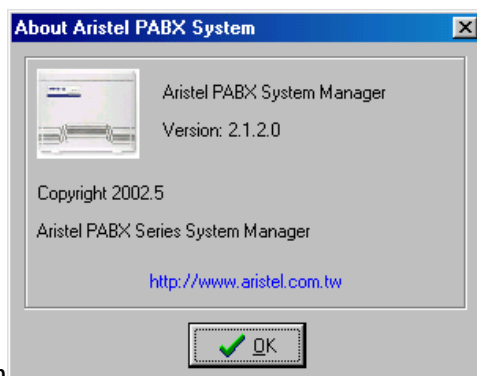 About Aristel PABX System
Aristel PABX System Manager
Version: 2.1.2.0
Copyright 2002.5
Aristel PABX Series System Manager
http://www.aristel.com.tw
OK